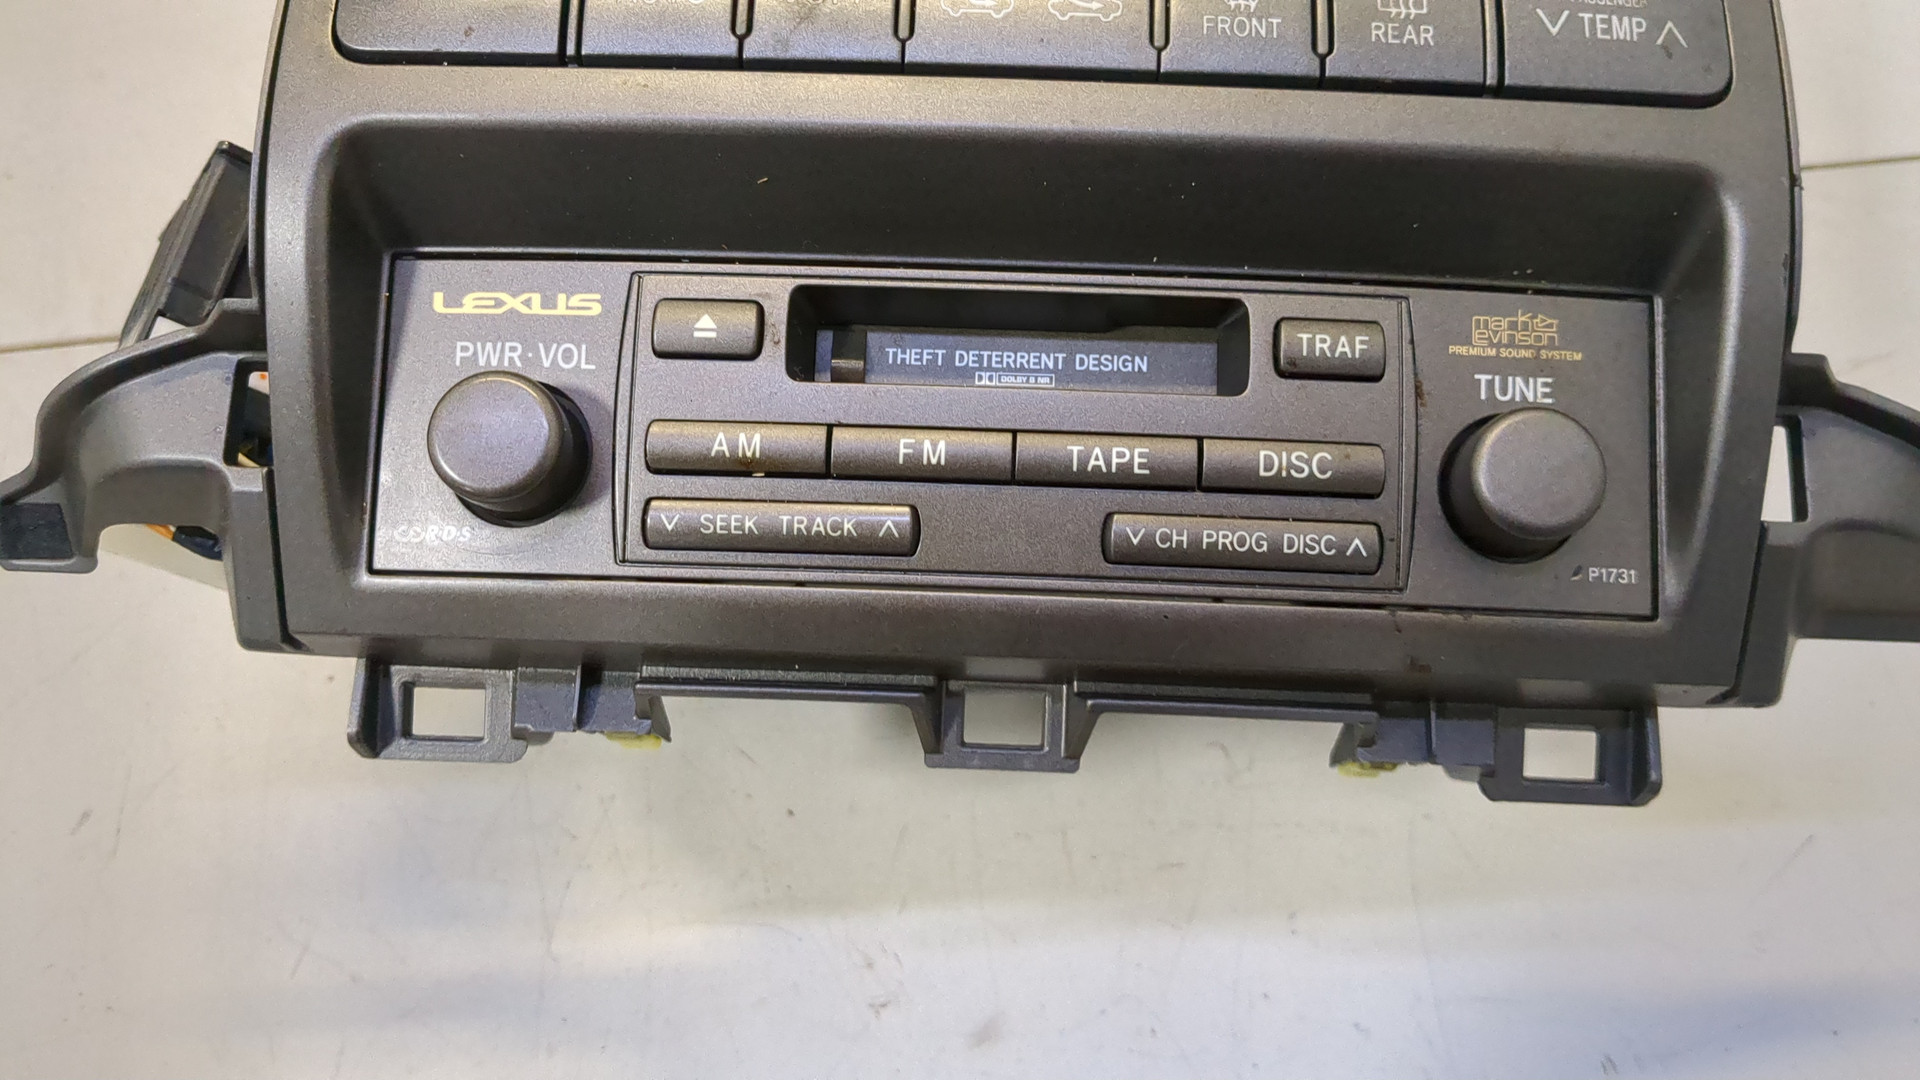 FRONT
REAR
TEMP
LEXUS
PWR·VOL
THEFT DETERRENT DESIGN
DOLBY B NR
TRAF
mark levinson
PREMIUM SOUND SYSTEM
TUNE
AM
FM
TAPE
DISC
SEEK TRACK
CH PROG DISC
P1731